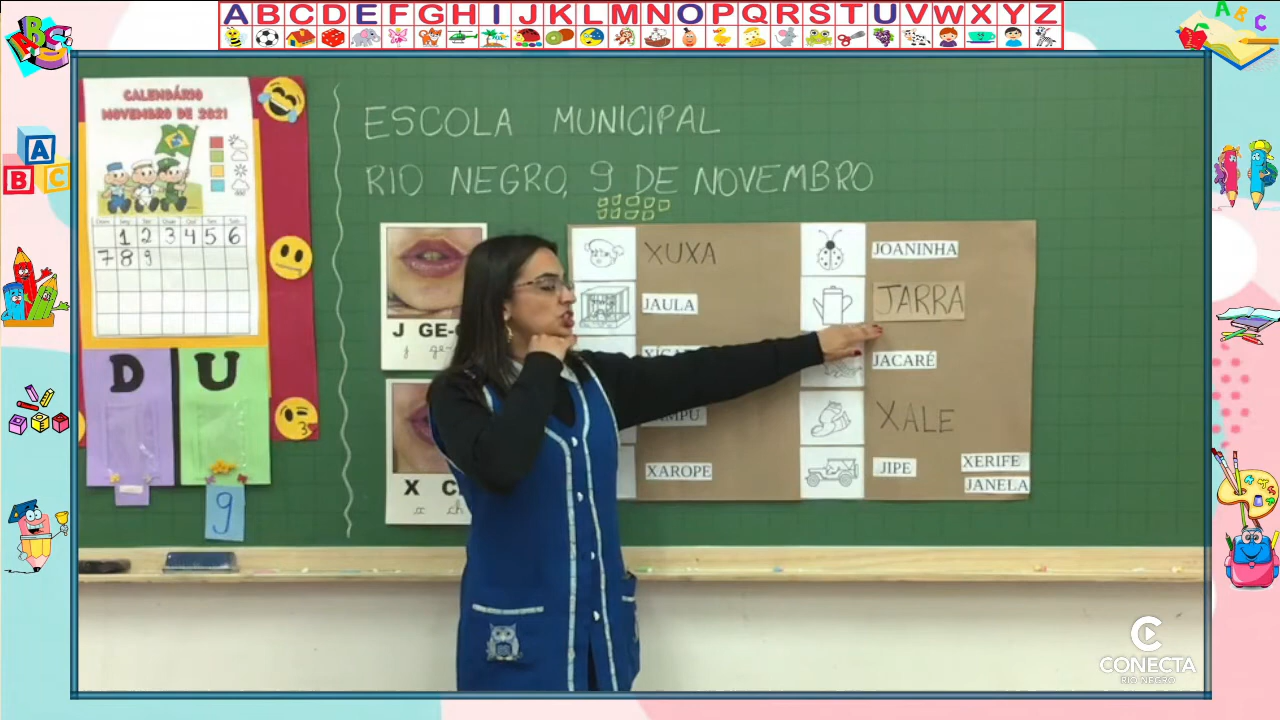 A B C D E F G H I J K L M N O P Q R S T U V W X Y Z
CALENDÁRIO
NOVEMBRO DE 2021
1 2 3 4 5 6
7 8 9
D U
9
ESCOLA MUNICIPAL
RIO NEGRO, 9 DE NOVEMBRO
J
X
XUXA
JAULA
XAROPE
JOANINHA
JARRA
JACARÉ
XALE
JIPE
XERIFE
JANELA
A B C
A B C
CONECTA
RIO NEGRO